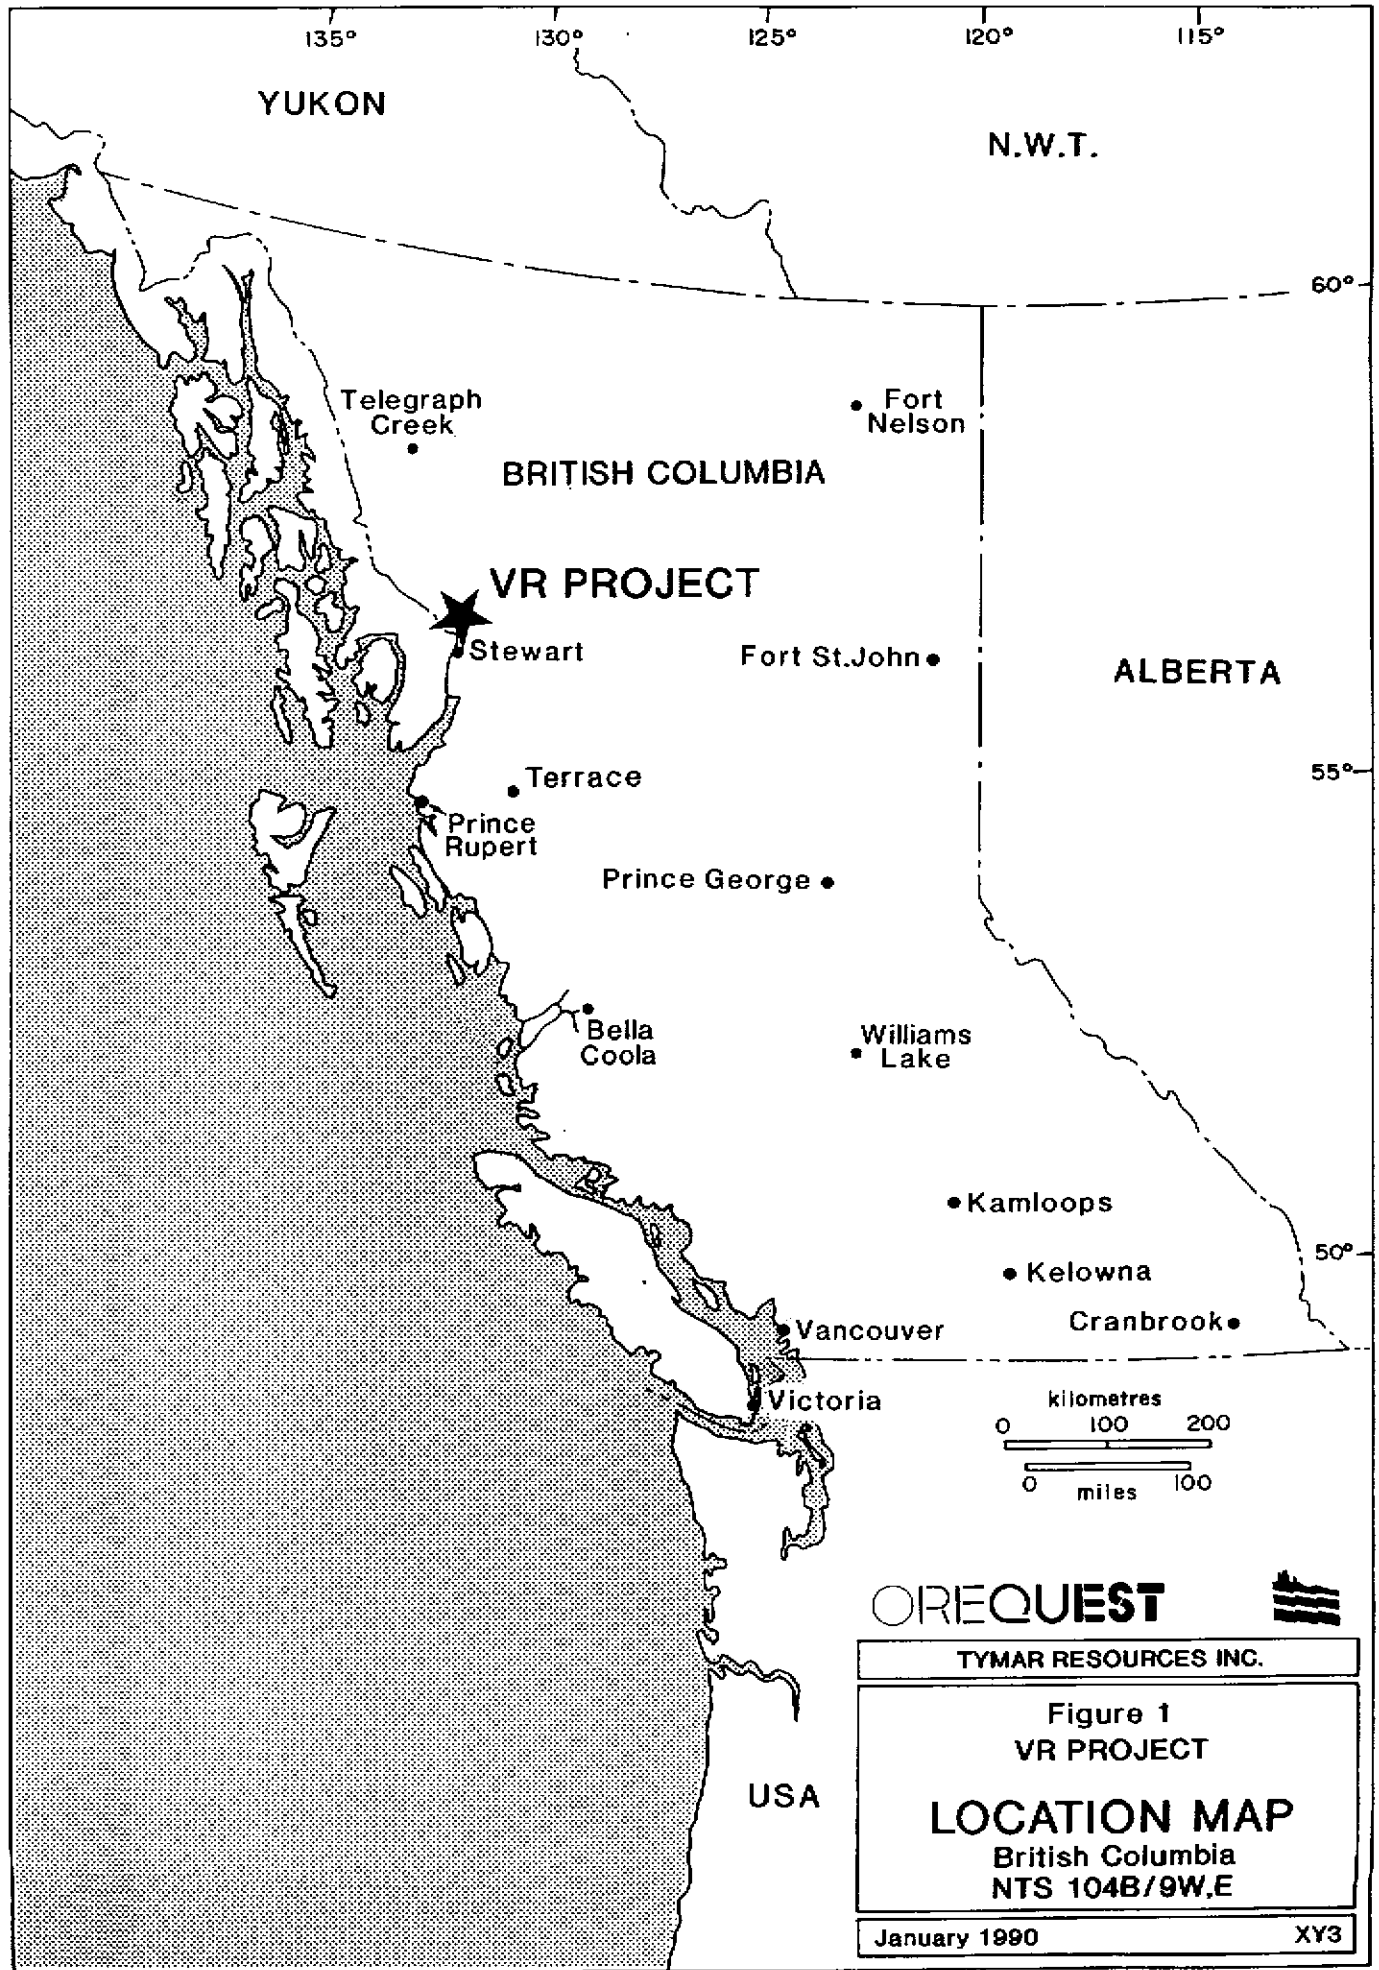 135°
130°
125°
120°
115°
YUKON
N.W.T.
60°
Telegraph
Creek
Fort
Nelson
BRITISH COLUMBIA
VR PROJECT
Stewart
Fort St.John
ALBERTA
55°
Terrace
Prince
Rupert
Prince George
Bella
Coola
Williams
Lake
Kamloops
50°
Kelowna
Cranbrook
Vancouver
Victoria
kilometres
0 100 200
0 100
miles
OREQUEST
TYMAR RESOURCES INC.
Figure 1
VR PROJECT
USA
LOCATION MAP
British Columbia
NTS 104B/9W,E
January 1990 XY3